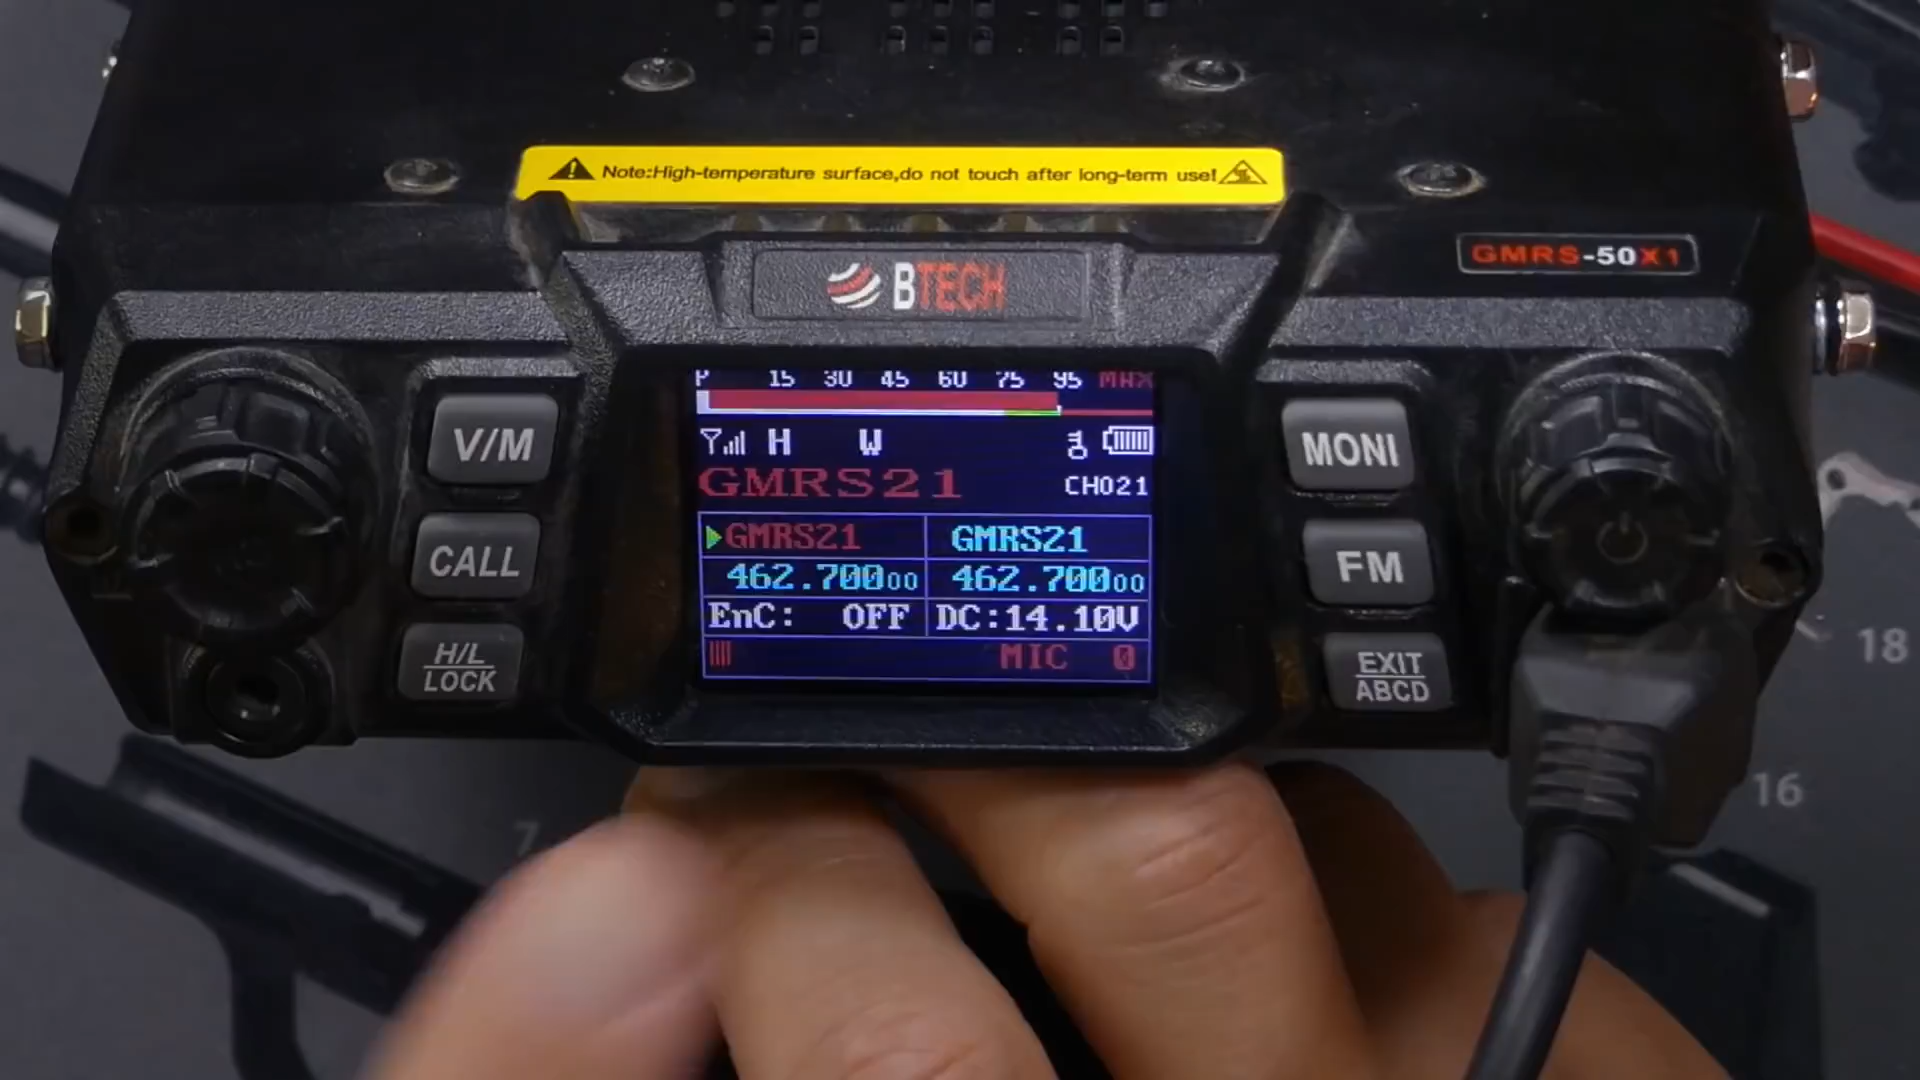 Note:High-temperature surface,do not touch after long-term use!
GMRS-50X1
BTECH
P 15 30 45 60 75 95 MAX
H W
GMRS21 CH021
GMRS21 GMRS21
462.70000 462.70000
EnC: OFF DC:14.10V
MIC 0
V/M
CALL
H/L
LOCK
MONI
FM
EXIT
ABCD
18
16
7